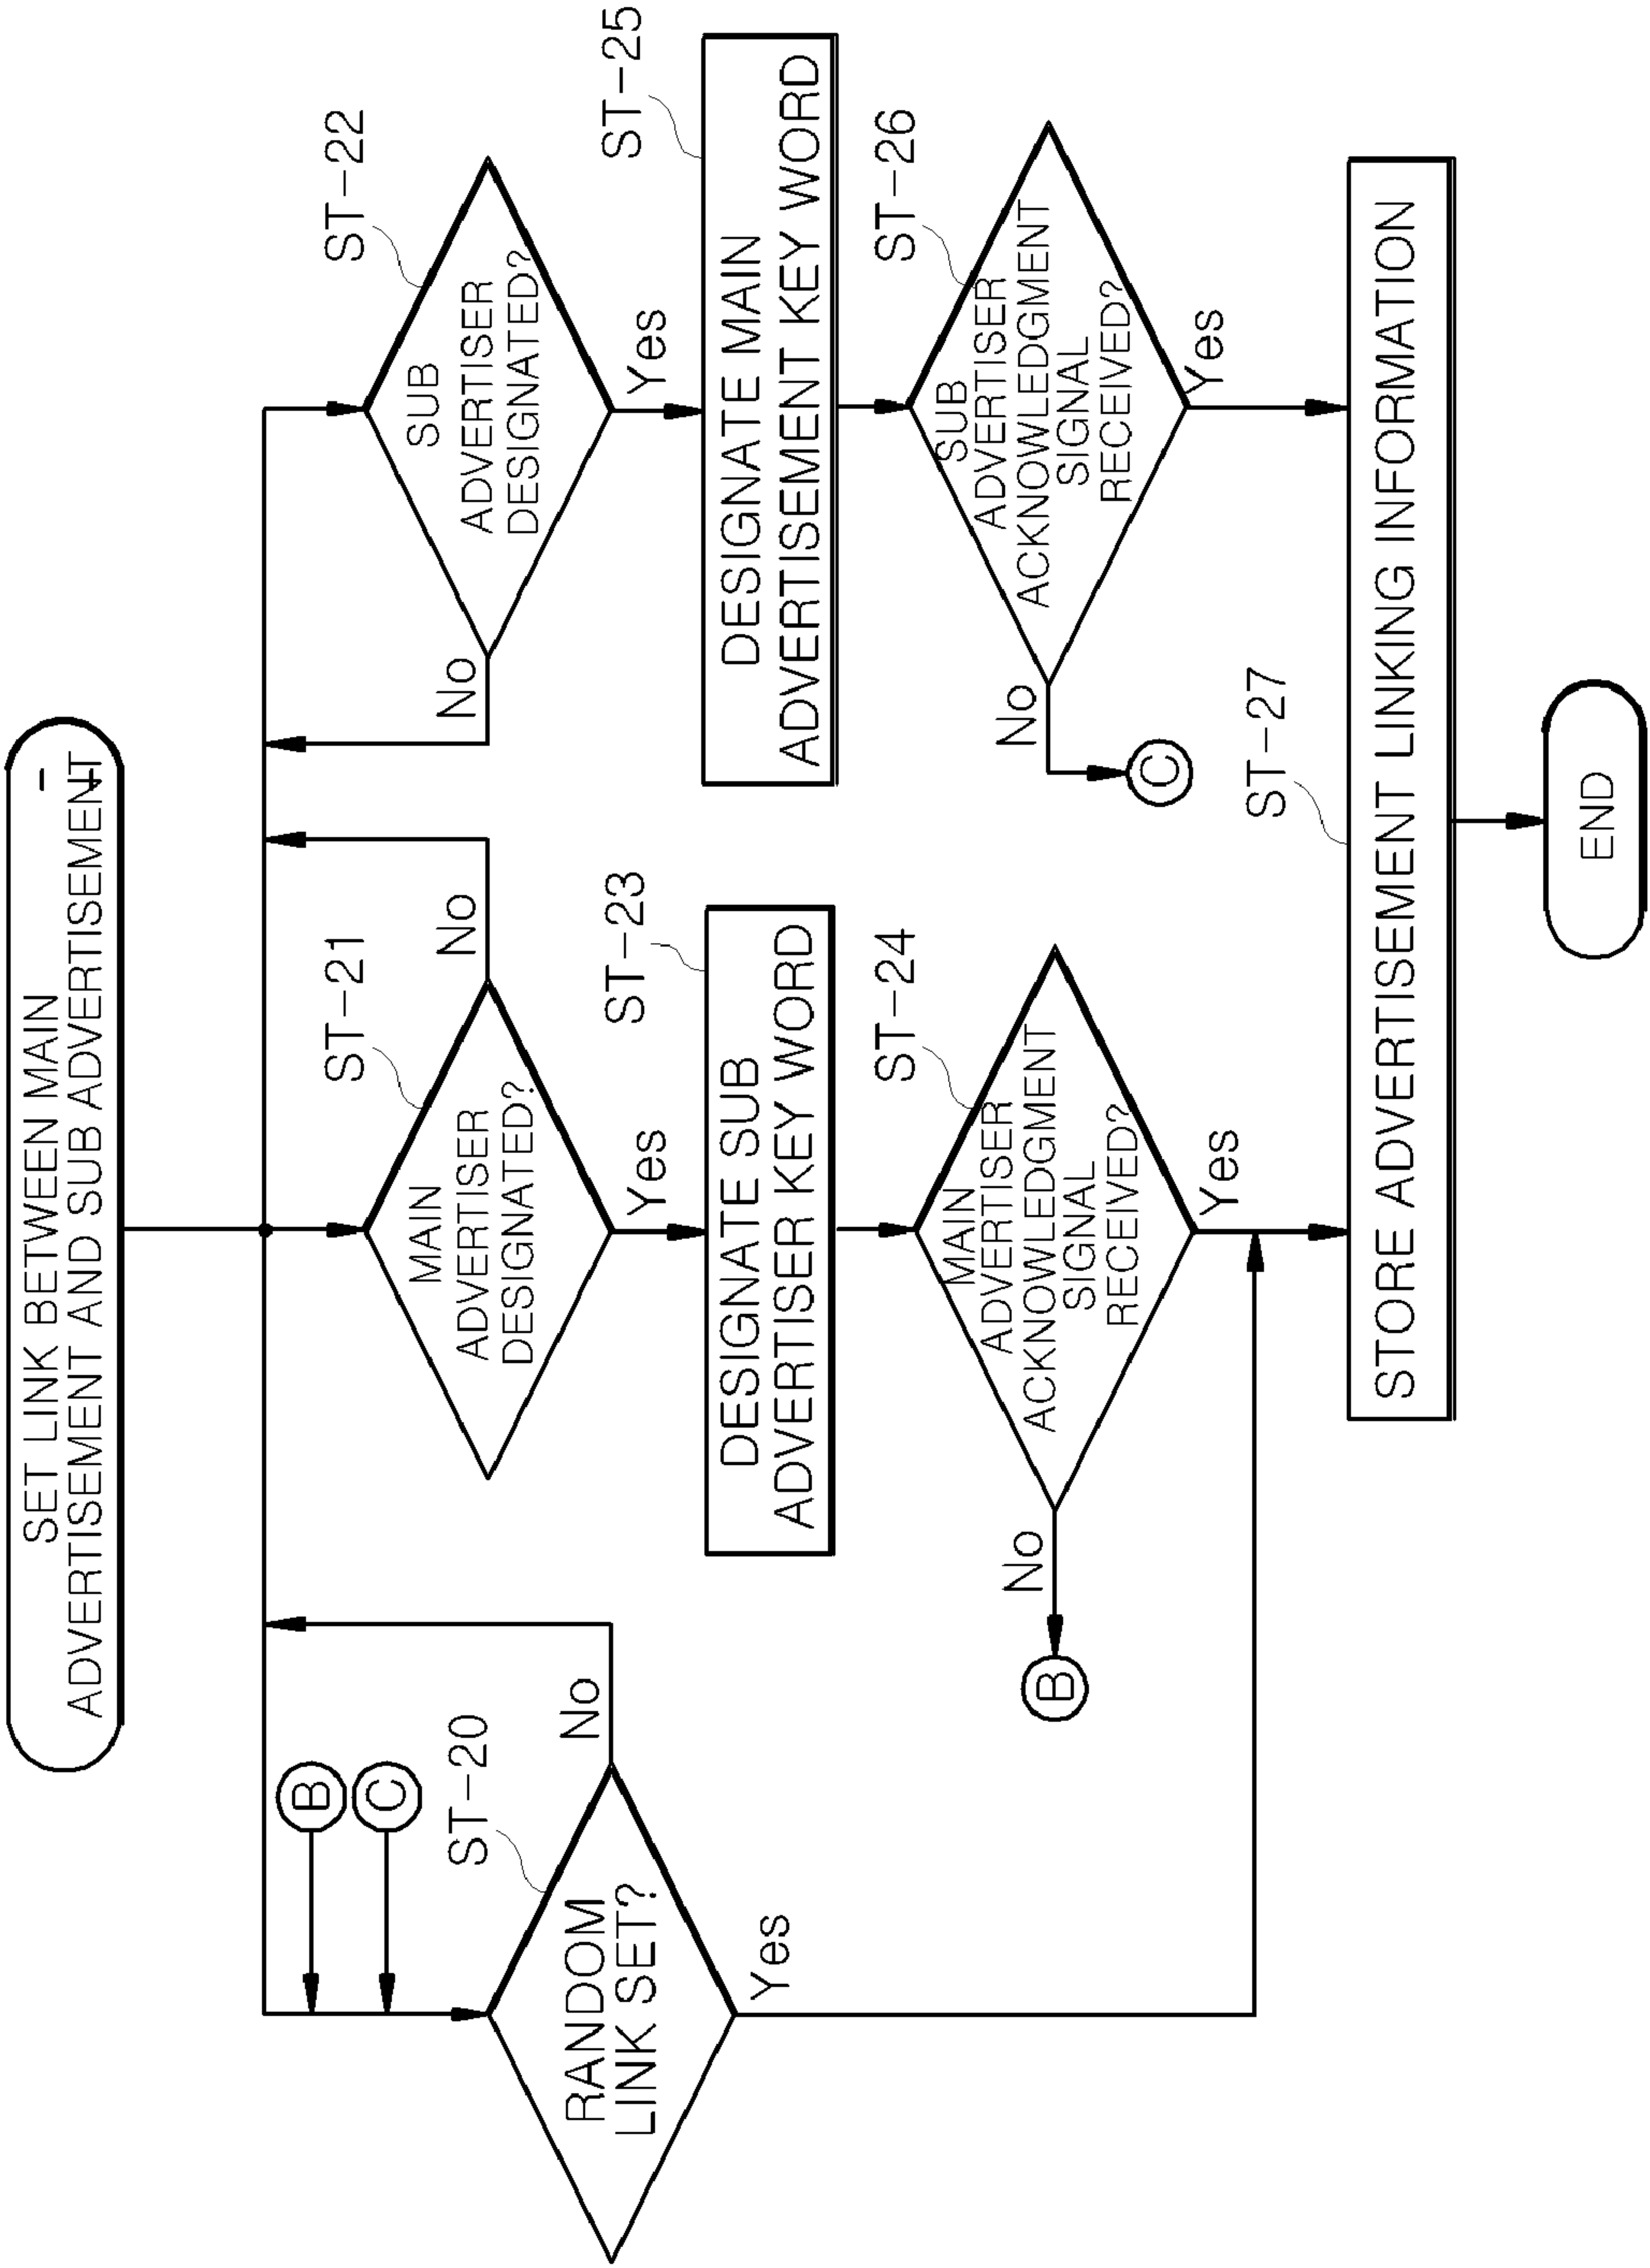 SET LINK BETWEEN MAIN
ADVERTISEMENT AND SUB ADVERTISEMENT
B
C
ST-20
RANDOM
LINK SET?
No
Yes
ST-21
MAIN
ADVERTISER
DESIGNATED?
No
Yes
ST-22
SUB
ADVERTISER
DESIGNATED?
No
Yes
ST-23
DESIGNATE SUB
ADVERTISER KEY WORD
ST-25
DESIGNATE MAIN
ADVERTISEMENT KEY WORD
ST-24
MAIN
ADVERTISER
ACKNOWLEDGMENT
SIGNAL
RECEIVED?
No
B
Yes
ST-26
SUB
ADVERTISER
ACKNOWLEDGMENT
SIGNAL
RECEIVED?
No
C
Yes
ST-27
STORE ADVERTISEMENT LINKING INFORMATION
END